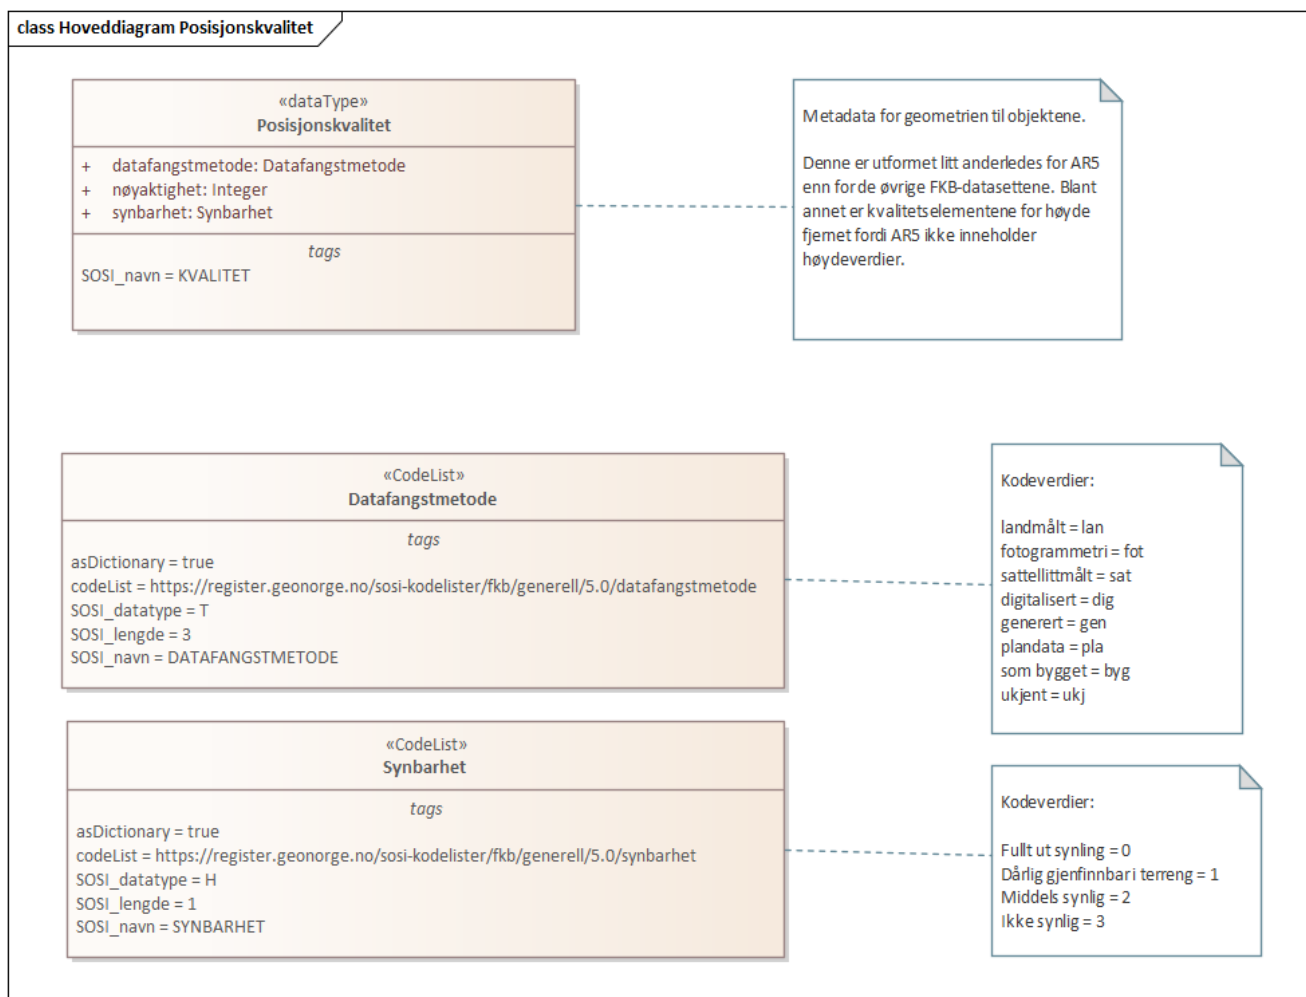 class Hoveddiagram Posisjonskvalitet
«dataType»
Posisjonskvalitet
+ datafangstmetode: Datafangstmetode
+ nøyaktighet: Integer
+ synbarhet: Synbarhet
tags
SOSI_navn = KVALITET
Metadata for geometrien til objektene.
Denne er utformet litt anderledes for AR5
enn for de øvrige FKB-datasettene. Blant
annet er kvalitetselementene for høyde
fjernet fordi AR5 ikke inneholder
høydeverdier.
«CodeList»
Datafangstmetode
tags
asDictionary = true
codeList = https://register.geonorge.no/sosi-kodelister/fkb/generell/5.0/datafangstmetode
SOSI_datatype = T
SOSI_lengde = 3
SOSI_navn = DATAFANGSTMETODE
Kodeverdier:
landmålt = lan
fotogrammetri = fot
sattellittmålt = sat
digitalisert = dig
generert = gen
plandata = pla
som bygget = byg
ukjent = ukj
«CodeList»
Synbarhet
tags
asDictionary = true
codeList = https://register.geonorge.no/sosi-kodelister/fkb/generell/5.0/synbarhet
SOSI_datatype = H
SOSI_lengde = 1
SOSI_navn = SYNBARHET
Kodeverdier:
Fullt ut synling = 0
Dårlig gjenfinnbar i terreng = 1
Middels synlig = 2
Ikke synlig = 3